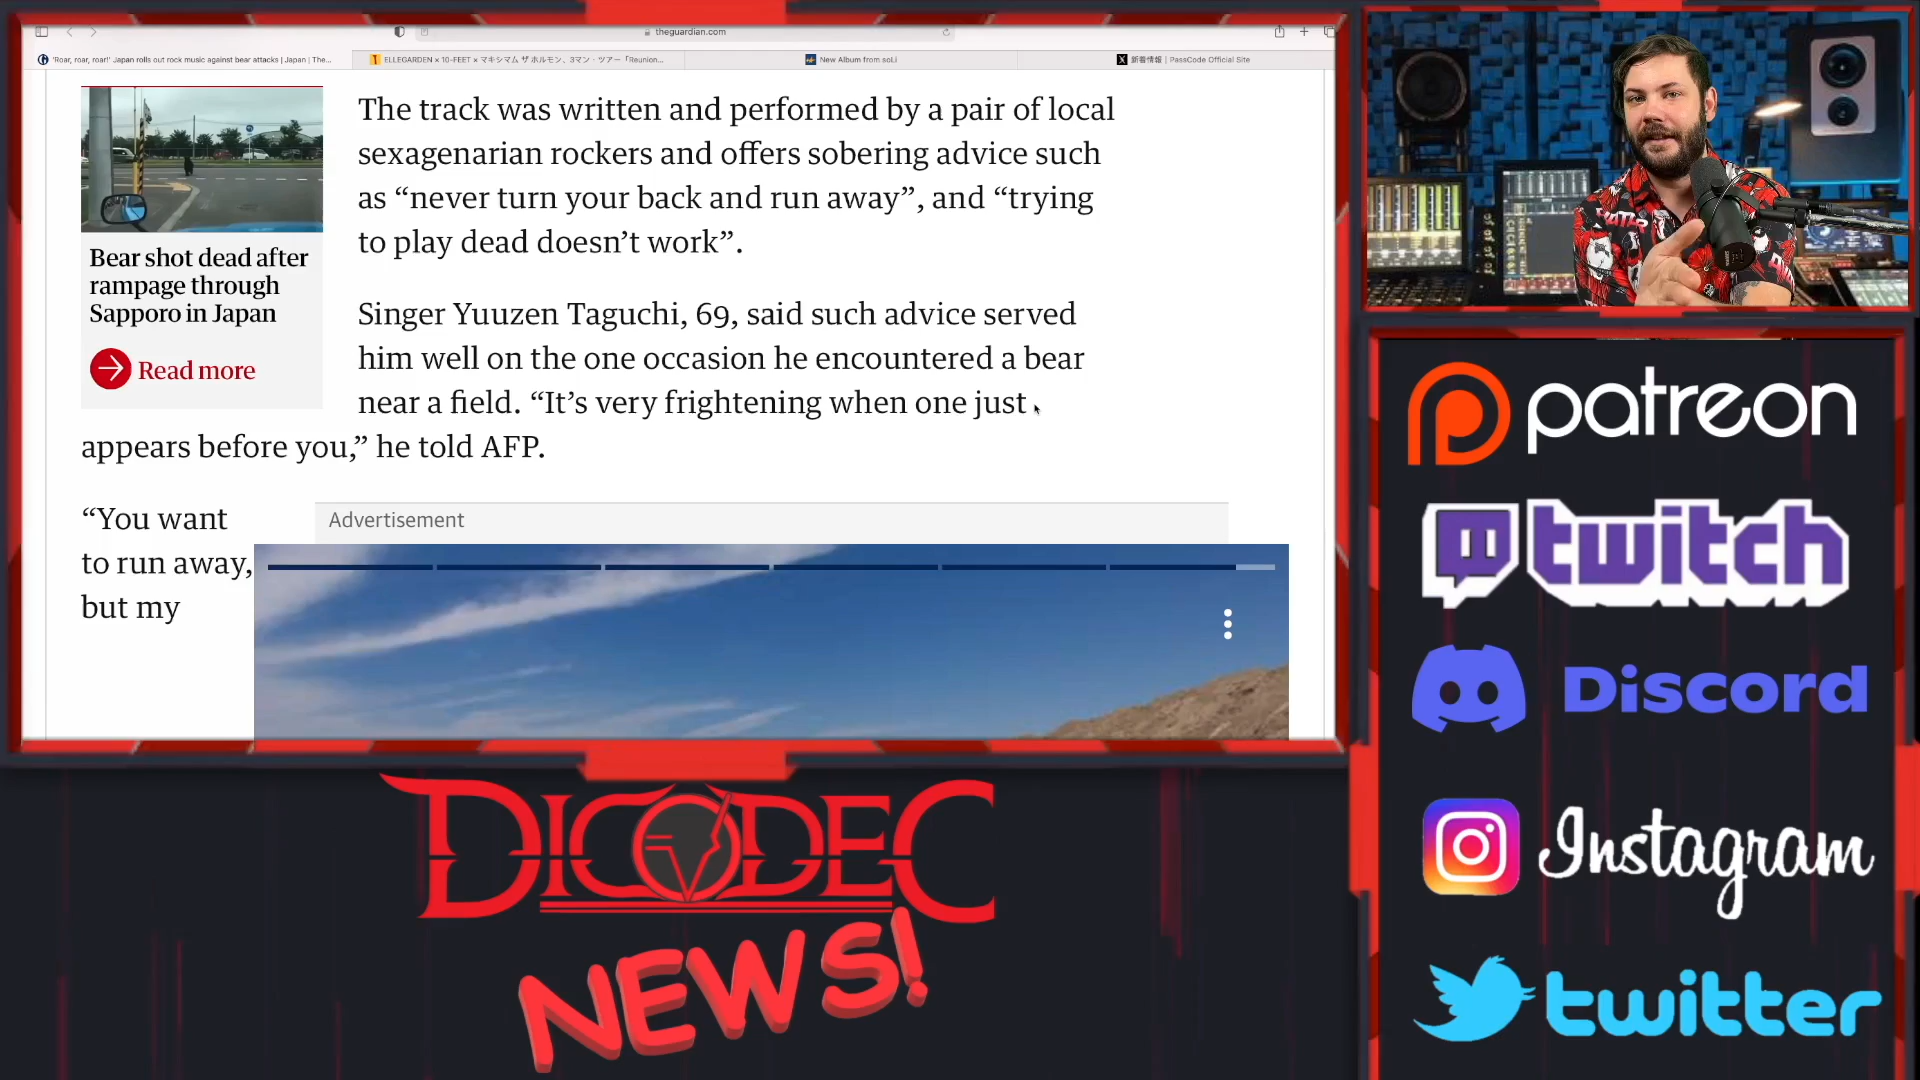 theguardian.com
'Roar, roar, roar!' Japan rolls out rock music against bear attacks | Japan | The...
ELLEGARDEN × 10-FEET × マキシマム ザ ホルモン、3マン・ツアー「Reunion...
New Album from soLi
新着情報 | PassCode Official Site
The track was written and performed by a pair of local
sexagenarian rockers and offers sobering advice such
as “never turn your back and run away”, and “trying
to play dead doesn’t work”.
Bear shot dead after
rampage through
Sapporo in Japan
Read more
Singer Yuuzen Taguchi, 69, said such advice served
him well on the one occasion he encountered a bear
near a field. “It’s very frightening when one just
appears before you,” he told AFP.
“You want
to run away,
but my
Advertisement
DICODEC
NEWS!
patreon
twitch
Discord
Instagram
twitter